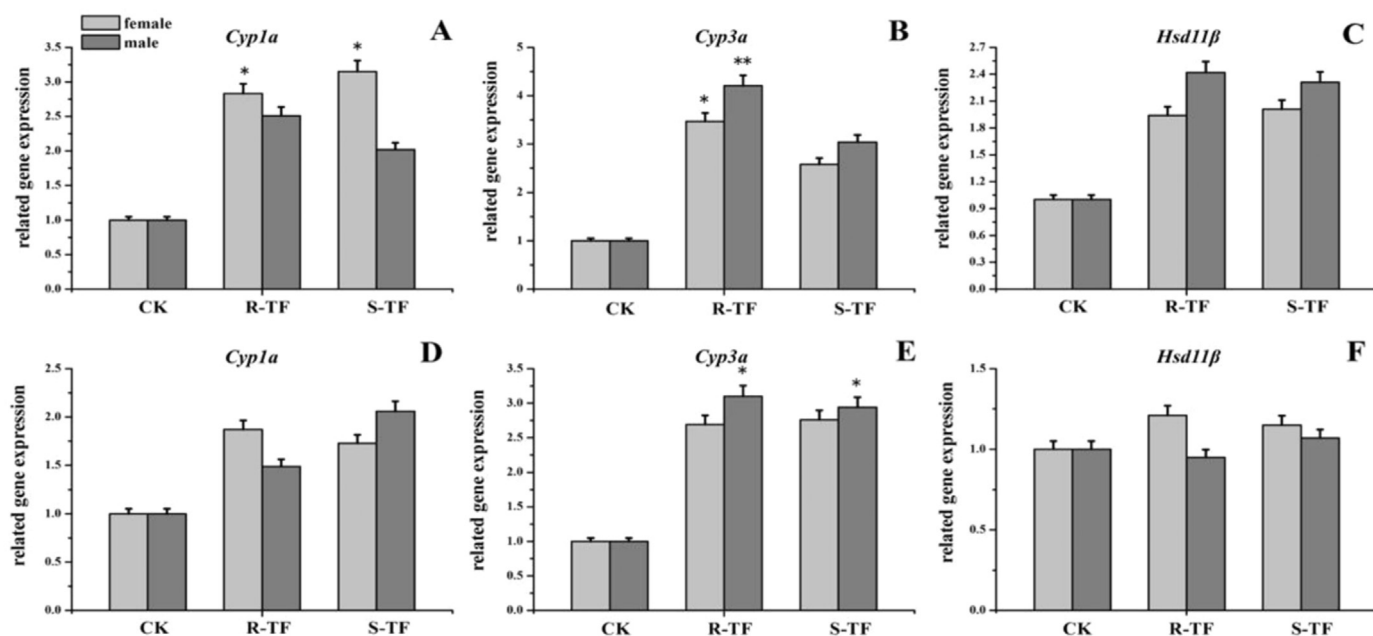 female
male
Cyp1a
A
related gene expression
3.5
3.0
2.5
2.0
1.5
1.0
0.5
0.0
*
*
CK
R-TF
S-TF
Cyp3a
B
related gene expression
5
4
3
2
1
0
*
**
CK
R-TF
S-TF
Hsd11β
C
related gene expression
2.4
2.1
1.8
1.5
1.2
0.9
0.6
0.3
CK
R-TF
S-TF
Cyp1a
D
related gene expression
2.5
2.0
1.5
1.0
0.5
0.0
CK
R-TF
S-TF
Cyp3a
E
related gene expression
3.5
3.0
2.5
2.0
1.5
1.0
0.5
0.0
*
*
CK
R-TF
S-TF
Hsd11β
F
related gene expression
1.5
1.0
0.5
0.0
CK
R-TF
S-TF